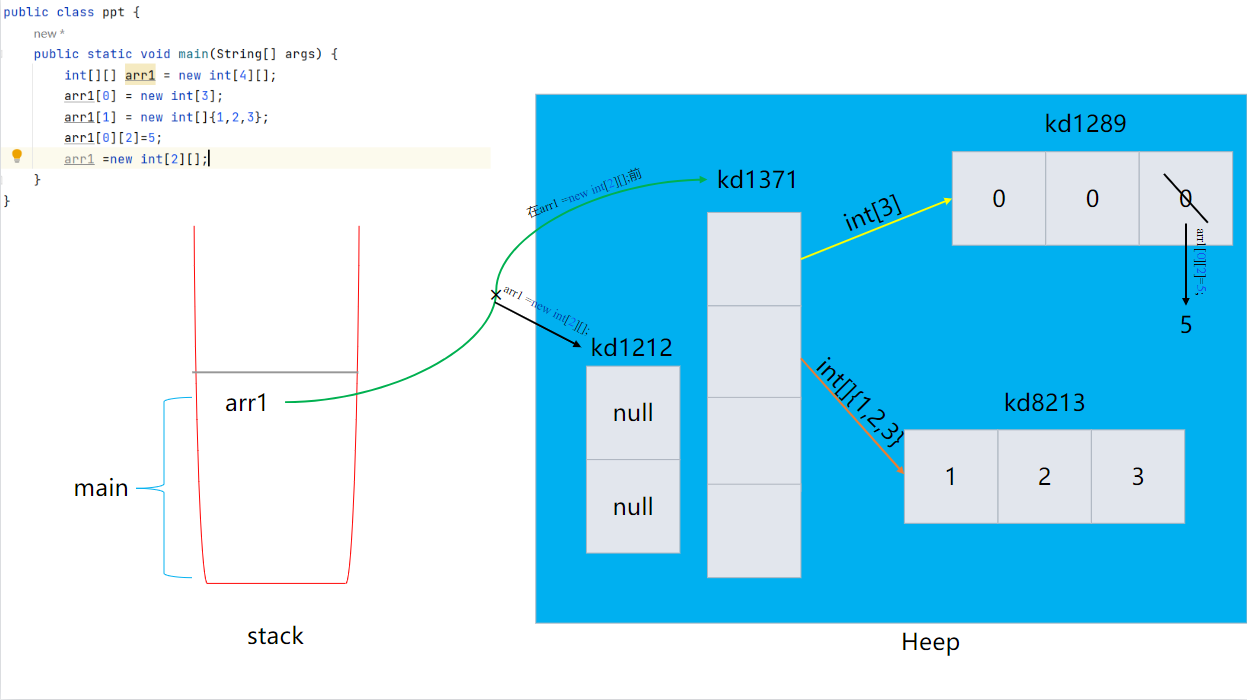 public class ppt {
new *
public static void main(String[] args) {
int[][] arr1 = new int[4][];
arr1[0] = new int[3];
arr1[1] = new int[]{1,2,3};
arr1[0][2]=5;
arr1 =new int[2][];
}
}
kd1289
0
0
0
arr1[0][2]=5;
5
在arr1 =new int[2][];前
kd1371
int[3]
arr1 =new int[2][];
kd1212
null
null
int[]{1,2,3}
kd8213
1
2
3
arr1
main
stack
Heep